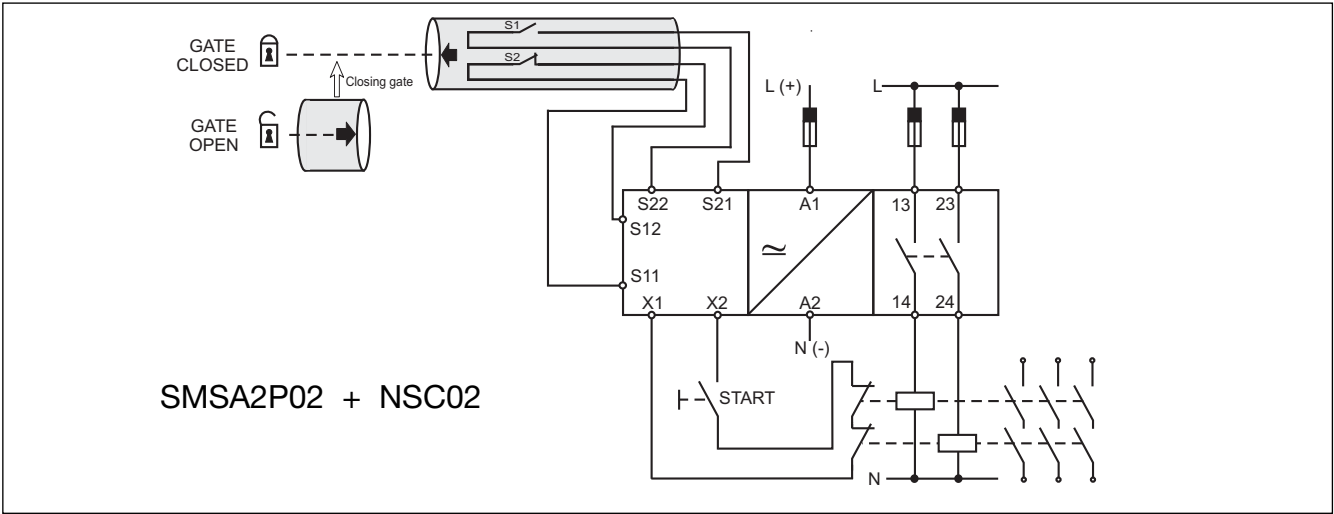 GATE
CLOSED
Closing gate
GATE
OPEN
S1
S2
L (+)
L
S22
S21
A1
13
23
S12
≃
S11
X1
X2
A2
14
24
N (-)
START
N
SMSA2P02 + NSC02